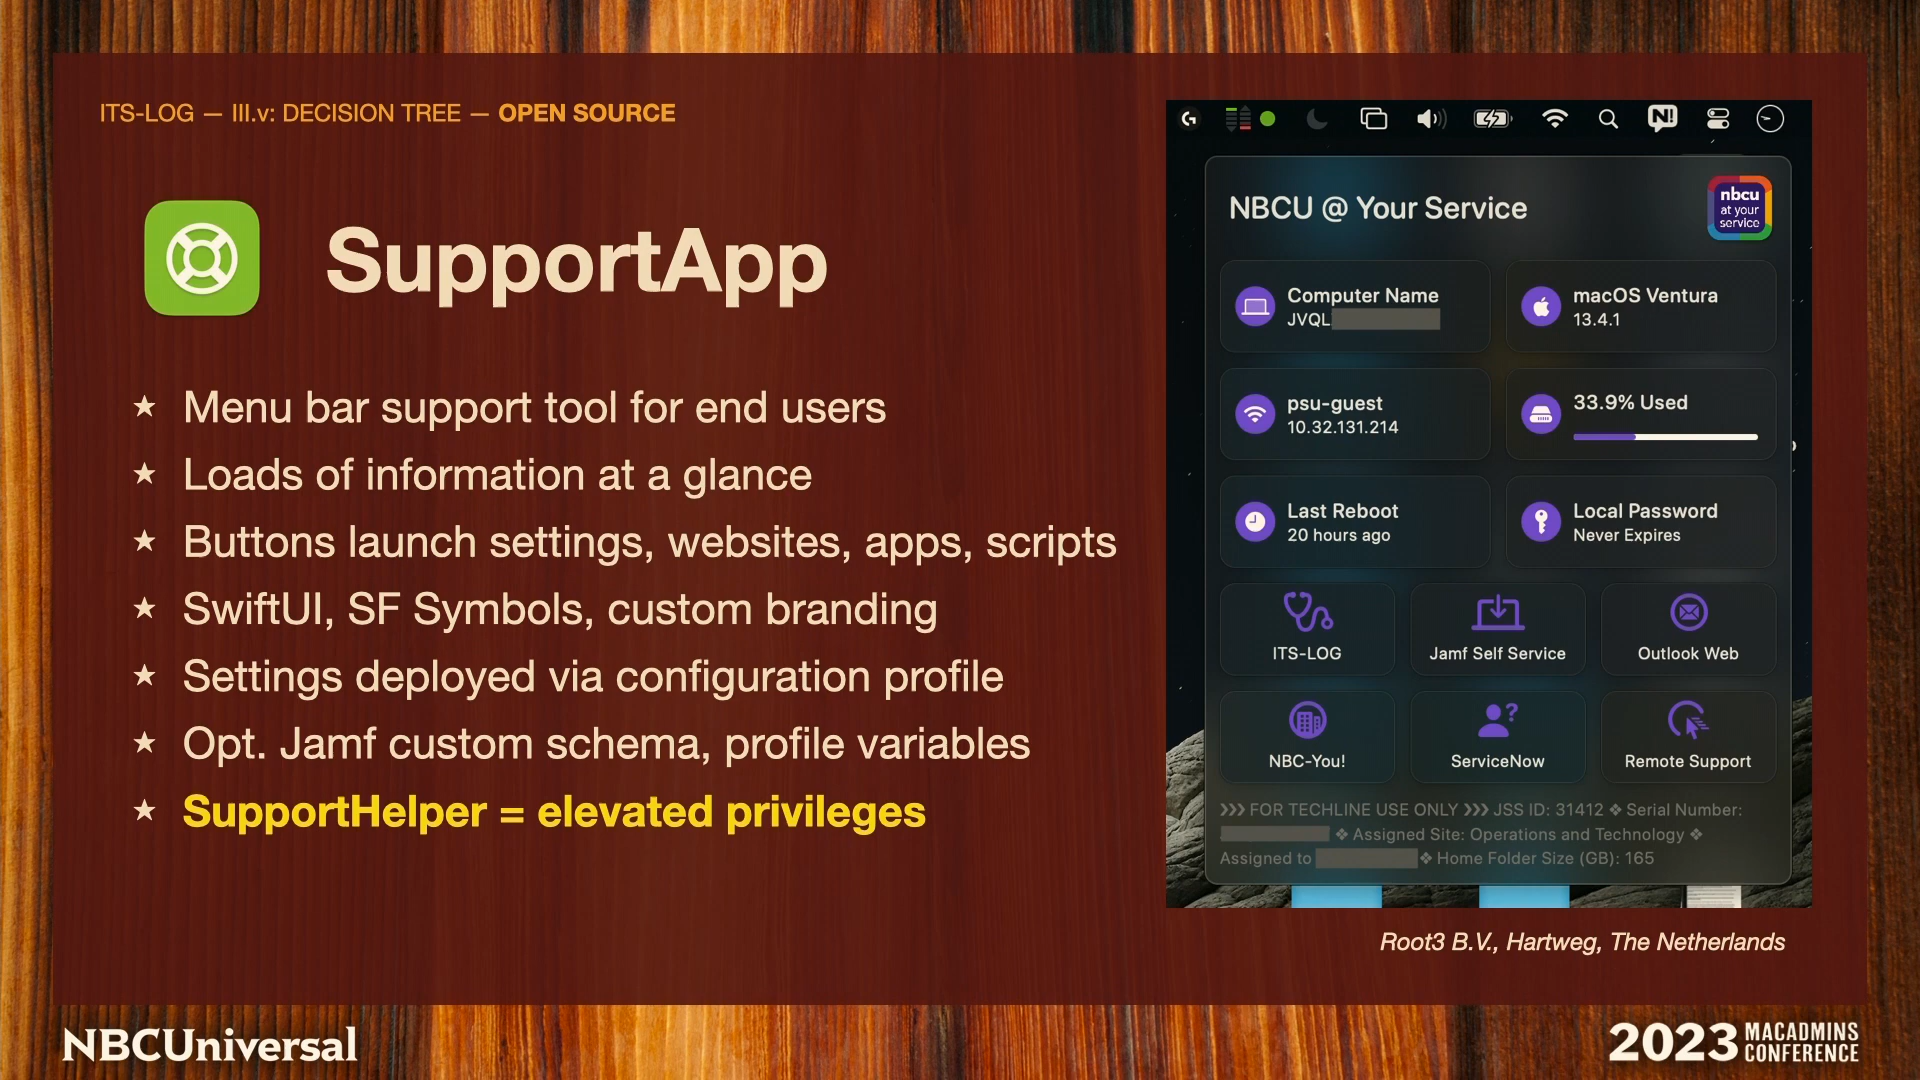 ITS-LOG — III.v: DECISION TREE — OPEN SOURCE
SupportApp
★ Menu bar support tool for end users
★ Loads of information at a glance
★ Buttons launch settings, websites, apps, scripts
★ SwiftUI, SF Symbols, custom branding
★ Settings deployed via configuration profile
★ Opt. Jamf custom schema, profile variables
★ SupportHelper = elevated privileges
N!
NBCU @ Your Service
nbcu
at your
service
Computer Name
JVQL
macOS Ventura
13.4.1
psu-guest
10.32.131.214
33.9% Used
Last Reboot
20 hours ago
Local Password
Never Expires
ITS-LOG
Jamf Self Service
Outlook Web
NBC-You!
ServiceNow
Remote Support
❯❯❯ FOR TECHLINE USE ONLY ❯❯❯ JSS ID: 31412 ❖ Serial Number:
❖ Assigned Site: Operations and Technology ❖
Assigned to ❖ Home Folder Size (GB): 165
Root3 B.V., Hartweg, The Netherlands
NBCUniversal
2023 MACADMINS
CONFERENCE